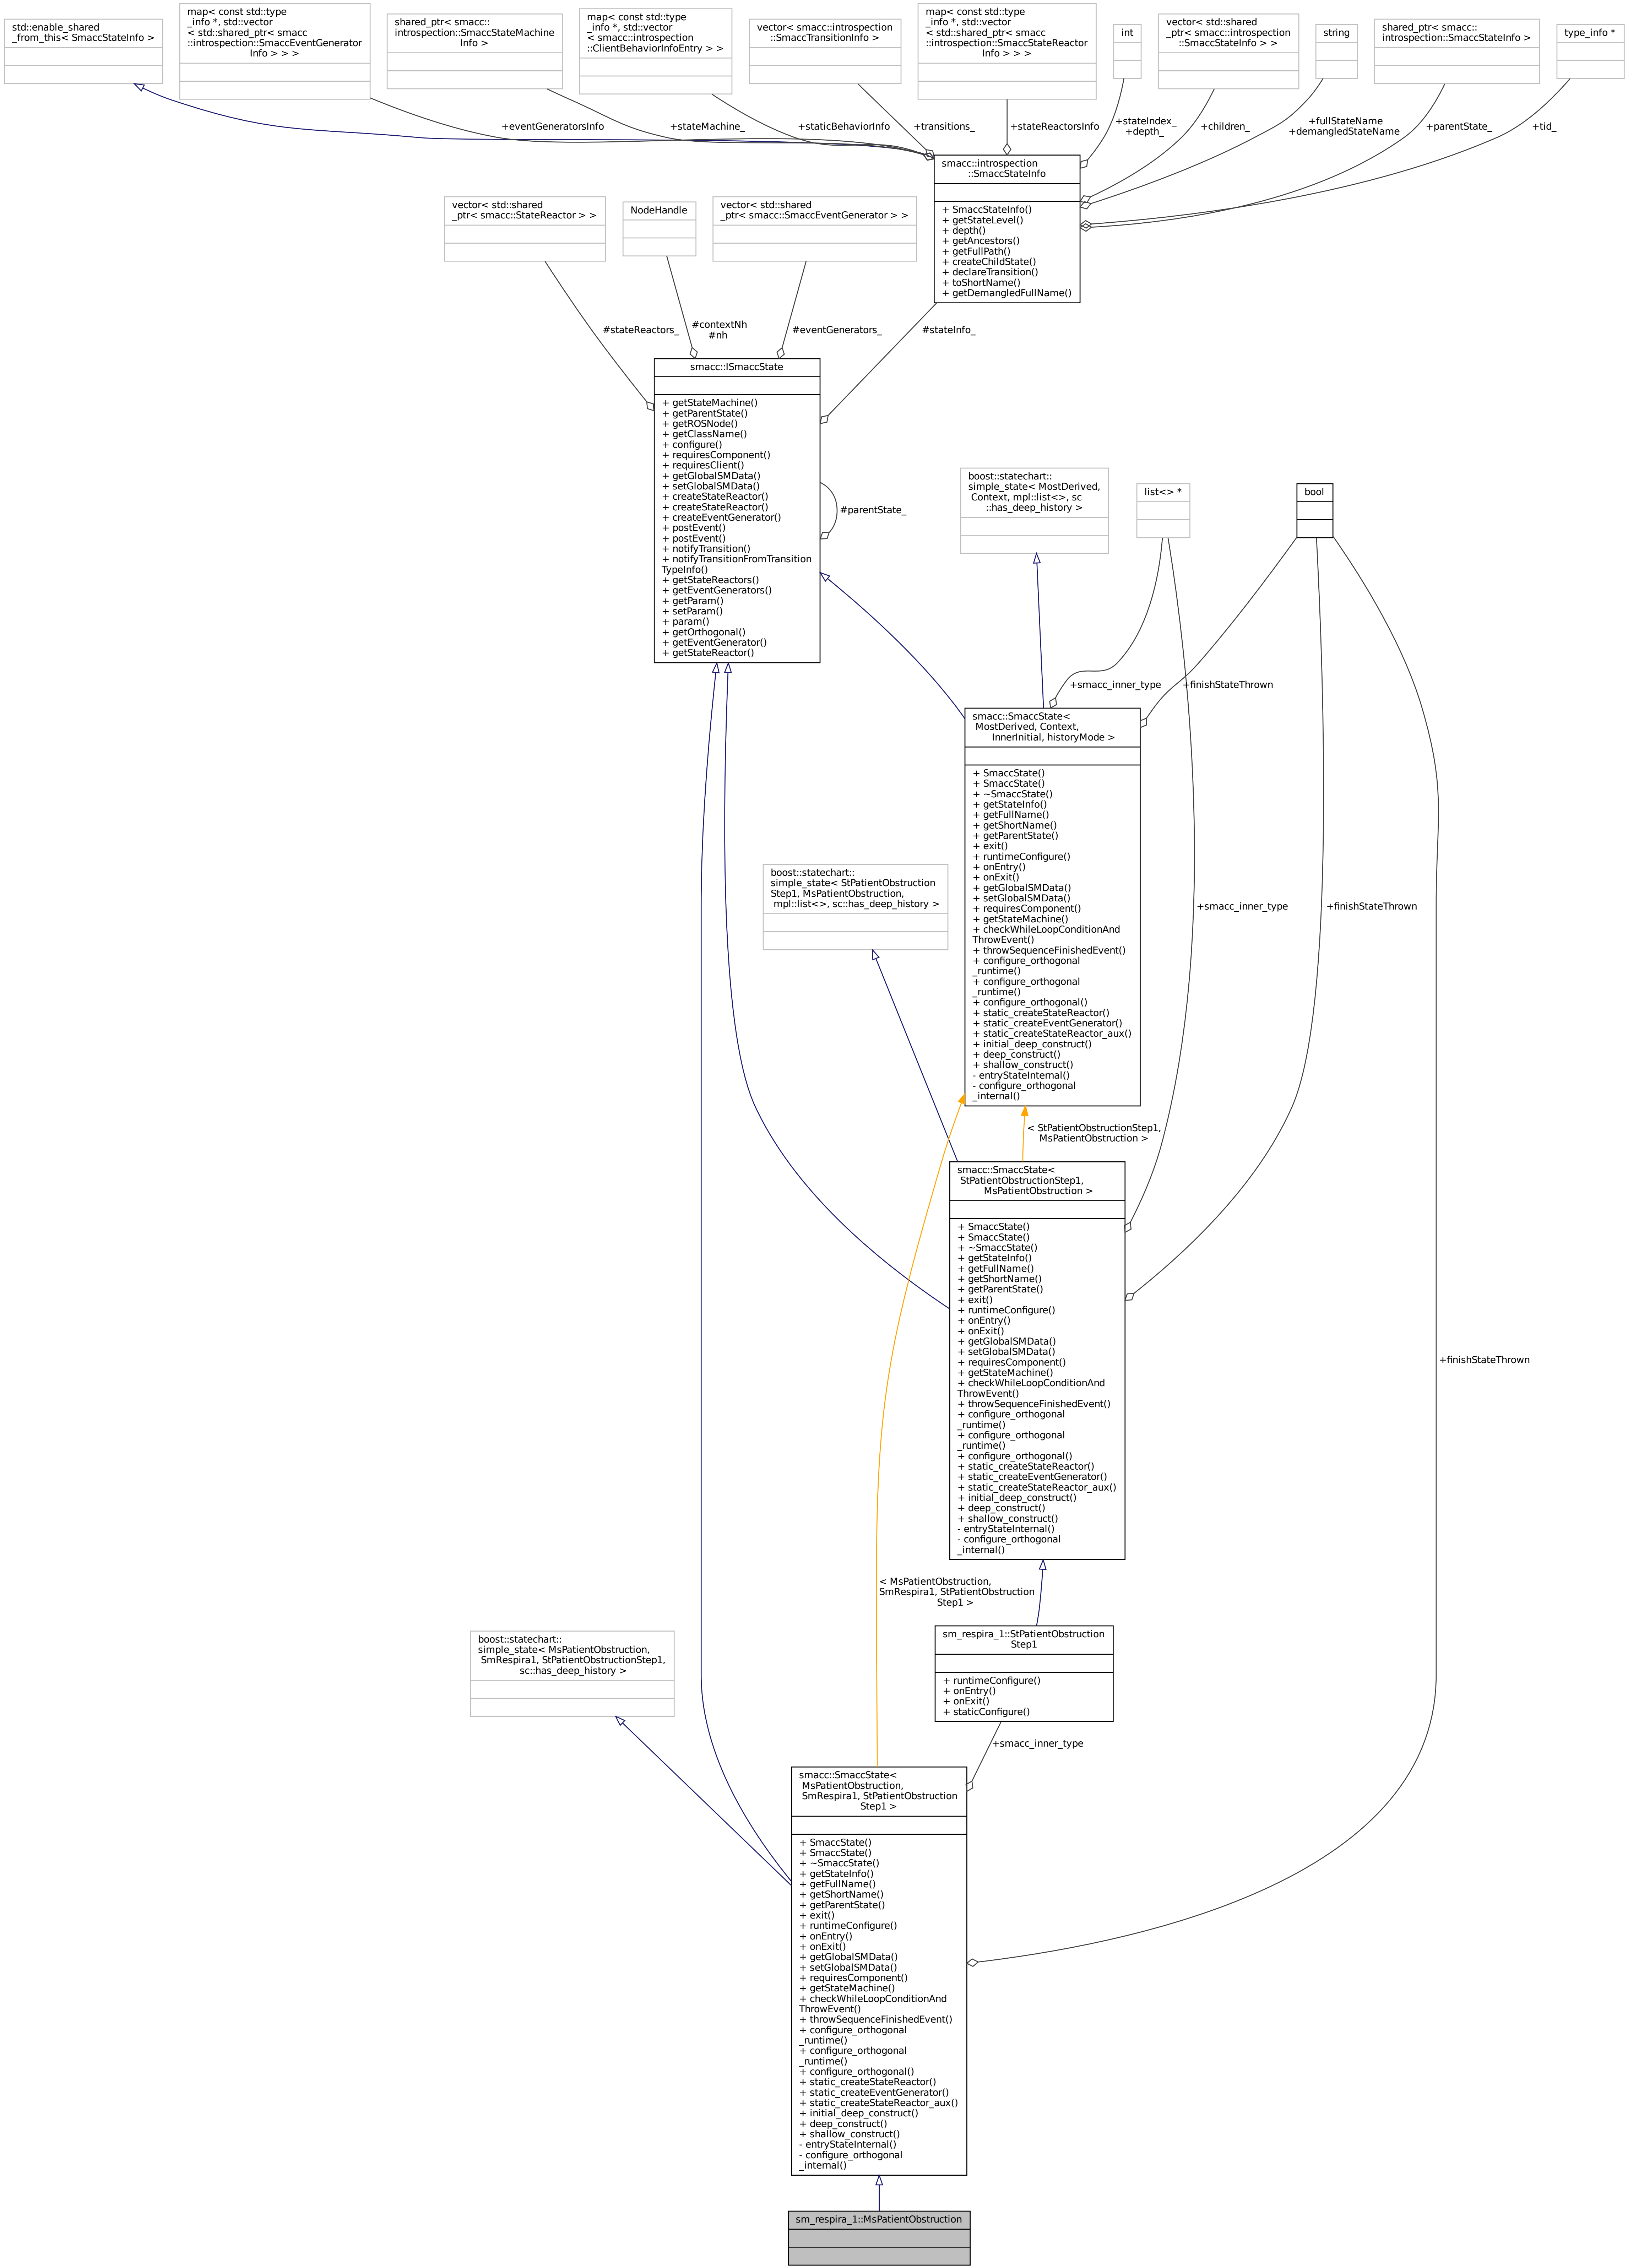 std::enable_shared
_from_this< SmaccStateInfo >
map< const std::type
_info *, std::vector
< std::shared_ptr< smacc
::introspection::SmaccEventGenerator
Info > > >
shared_ptr< smacc::
introspection::SmaccStateMachine
Info >
map< const std::type
_info *, std::vector
< smacc::introspection
::ClientBehaviorInfoEntry > >
vector< smacc::introspection
::SmaccTransitionInfo >
map< const std::type
_info *, std::vector
< std::shared_ptr< smacc
::introspection::SmaccStateReactor
Info > > >
int
vector< std::shared
_ptr< smacc::introspection
::SmaccStateInfo > >
string
shared_ptr< smacc::
introspection::SmaccStateInfo >
type_info *
+eventGeneratorsInfo
+stateMachine_
+staticBehaviorInfo
+transitions_
+stateReactorsInfo
+stateIndex_
+depth_
+children_
+fullStateName
+demangledStateName
+parentState_
+tid_
smacc::introspection
::SmaccStateInfo
+ SmaccStateInfo()
+ getStateLevel()
+ depth()
+ getAncestors()
+ getFullPath()
+ createChildState()
+ declareTransition()
+ toShortName()
+ getDemangledFullName()
vector< std::shared
_ptr< smacc::StateReactor > >
NodeHandle
vector< std::shared
_ptr< smacc::SmaccEventGenerator > >
#stateReactors_
#contextNh
#nh
#eventGenerators_
#stateInfo_
smacc::ISmaccState
+ getStateMachine()
+ getParentState()
+ getROSNode()
+ getClassName()
+ configure()
+ requiresComponent()
+ requiresClient()
+ getGlobalSMData()
+ setGlobalSMData()
+ createStateReactor()
+ createStateReactor()
+ createEventGenerator()
+ postEvent()
+ postEvent()
+ notifyTransition()
+ notifyTransitionFromTransition
TypeInfo()
+ getStateReactors()
+ getEventGenerators()
+ getParam()
+ setParam()
+ param()
+ getOrthogonal()
+ getEventGenerator()
+ getStateReactor()
#parentState_
boost::statechart::
simple_state< MostDerived,
Context, mpl::list<>, sc
::has_deep_history >
list<> *
bool
+smacc_inner_type
+finishStateThrown
smacc::SmaccState<
MostDerived, Context,
InnerInitial, historyMode >
+ SmaccState()
+ SmaccState()
+ ~SmaccState()
+ getStateInfo()
+ getFullName()
+ getShortName()
+ getParentState()
+ exit()
+ runtimeConfigure()
+ onEntry()
+ onExit()
+ getGlobalSMData()
+ setGlobalSMData()
+ requiresComponent()
+ getStateMachine()
+ checkWhileLoopConditionAnd
ThrowEvent()
+ throwSequenceFinishedEvent()
+ configure_orthogonal
_runtime()
+ configure_orthogonal
_runtime()
+ configure_orthogonal()
+ static_createStateReactor()
+ static_createEventGenerator()
+ static_createStateReactor_aux()
+ initial_deep_construct()
+ deep_construct()
+ shallow_construct()
- entryStateInternal()
- configure_orthogonal
_internal()
boost::statechart::
simple_state< StPatientObstruction
Step1, MsPatientObstruction,
mpl::list<>, sc::has_deep_history >
+smacc_inner_type
+finishStateThrown
< StPatientObstructionStep1,
MsPatientObstruction >
smacc::SmaccState<
StPatientObstructionStep1,
MsPatientObstruction >
+ SmaccState()
+ SmaccState()
+ ~SmaccState()
+ getStateInfo()
+ getFullName()
+ getShortName()
+ getParentState()
+ exit()
+ runtimeConfigure()
+ onEntry()
+ onExit()
+ getGlobalSMData()
+ setGlobalSMData()
+ requiresComponent()
+ getStateMachine()
+ checkWhileLoopConditionAnd
ThrowEvent()
+ throwSequenceFinishedEvent()
+ configure_orthogonal
_runtime()
+ configure_orthogonal
_runtime()
+ configure_orthogonal()
+ static_createStateReactor()
+ static_createEventGenerator()
+ static_createStateReactor_aux()
+ initial_deep_construct()
+ deep_construct()
+ shallow_construct()
- entryStateInternal()
- configure_orthogonal
_internal()
+finishStateThrown
< MsPatientObstruction,
SmRespira1, StPatientObstruction
Step1 >
boost::statechart::
simple_state< MsPatientObstruction,
SmRespira1, StPatientObstructionStep1,
sc::has_deep_history >
sm_respira_1::StPatientObstruction
Step1
+ runtimeConfigure()
+ onEntry()
+ onExit()
+ staticConfigure()
+smacc_inner_type
smacc::SmaccState<
MsPatientObstruction,
SmRespira1, StPatientObstruction
Step1 >
+ SmaccState()
+ SmaccState()
+ ~SmaccState()
+ getStateInfo()
+ getFullName()
+ getShortName()
+ getParentState()
+ exit()
+ runtimeConfigure()
+ onEntry()
+ onExit()
+ getGlobalSMData()
+ setGlobalSMData()
+ requiresComponent()
+ getStateMachine()
+ checkWhileLoopConditionAnd
ThrowEvent()
+ throwSequenceFinishedEvent()
+ configure_orthogonal
_runtime()
+ configure_orthogonal
_runtime()
+ configure_orthogonal()
+ static_createStateReactor()
+ static_createEventGenerator()
+ static_createStateReactor_aux()
+ initial_deep_construct()
+ deep_construct()
+ shallow_construct()
- entryStateInternal()
- configure_orthogonal
_internal()
sm_respira_1::MsPatientObstruction